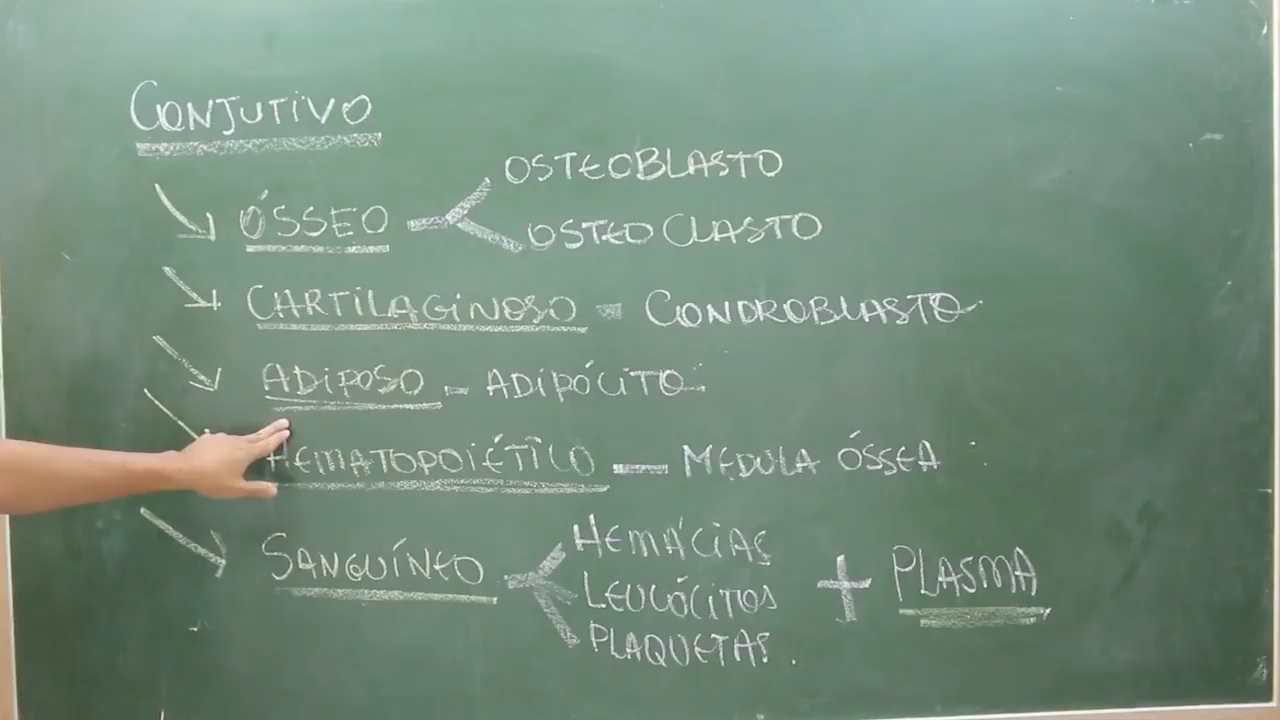 CONJUTIVO
ÓSSEO
OSTEOBLASTO
OSTEOCLASTO
CARTILAGINOSO - CONDROBLASTO
ADIPOSO - ADIPÓCITO
HEMATOPOIÉTICO - MEDULA ÓSSEA
SANGUÍNEO
HEMÁCIAS
LEUCÓCITOS
PLAQUETAS.
+ PLASMA